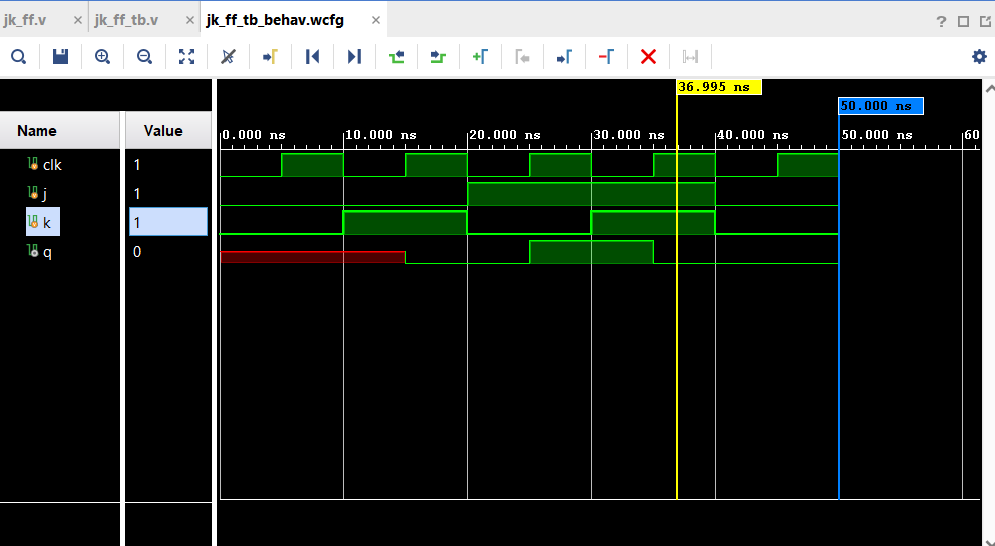 jk_ff.v × jk_ff_tb.v × jk_ff_tb_behav.wcfg ×
?
36.995 ns
50.000 ns
Name Value
0.000 ns 10.000 ns 20.000 ns 30.000 ns 40.000 ns 50.000 ns 60
clk 1
j 1
k 1
q 0